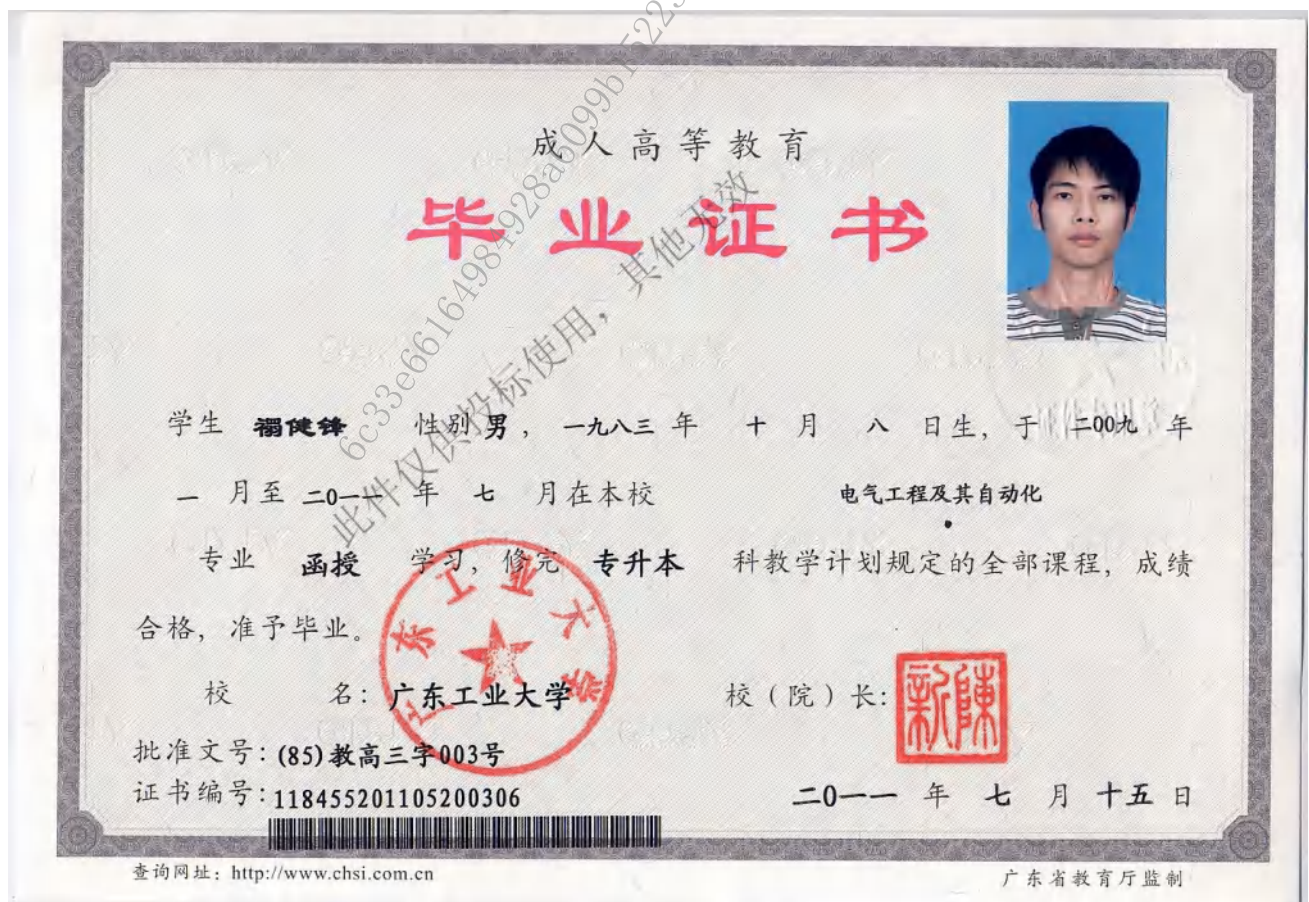 成人高等教育
毕业证书
学生 禤健锋 性别 男， 一九八三 年 十 月 八 日生，于 二00九 年
一 月至 二0一一 年 七 月在本校 电气工程及其自动化
专业 函授 学习，修完 专升本 科教学计划规定的全部课程，成绩
合格，准予毕业。
校 名：广东工业大学 校（院）长：
批准文号：(85)教高三字003号
证书编号：118455201105200306
二0一一 年 七 月 十五 日
查询网址：http://www.chsi.com.cn
广东省教育厅监制
广东工业大学
陳新
此件仅供投标使用，其他无效